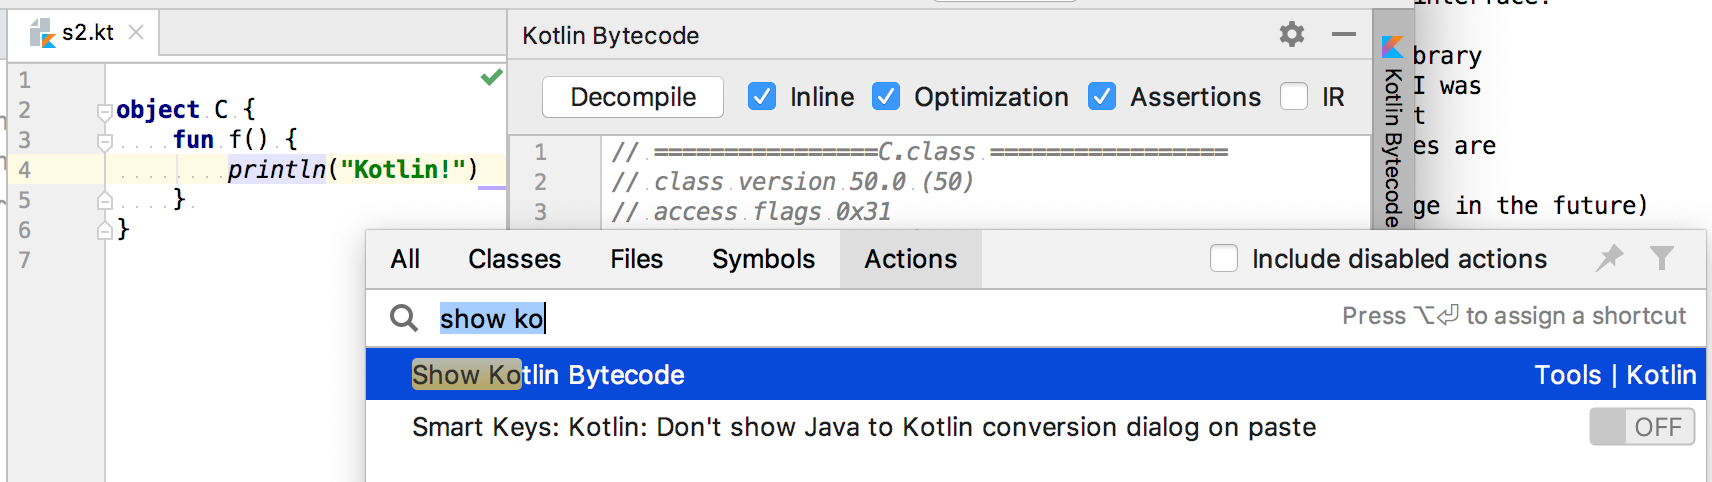 s2.kt
1
2 object C {
3 fun f() {
4 println("Kotlin!")
5 }
6 }
7
Kotlin Bytecode
Decompile Inline Optimization Assertions IR
1 // ================C.class =================
2 // class version 50.0 (50)
3 // access flags 0x31
Kotlin Bytecode
brary
I was
t
es are
ge in the future)
All Classes Files Symbols Actions Include disabled actions
show ko Press ⌥⏎ to assign a shortcut
Show Kotlin Bytecode Tools | Kotlin
Smart Keys: Kotlin: Don't show Java to Kotlin conversion dialog on paste OFF